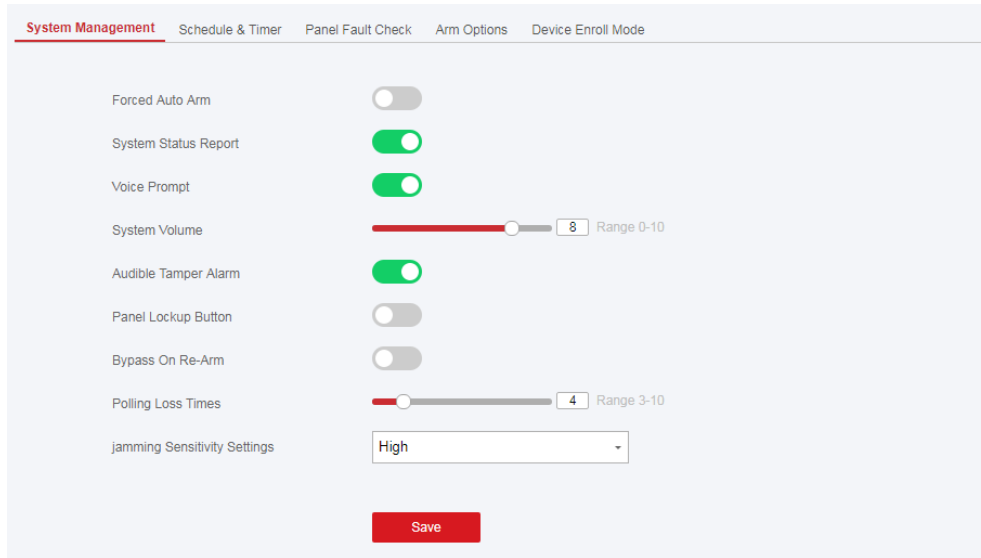 System Management Schedule & Timer Panel Fault Check Arm Options Device Enroll Mode
Forced Auto Arm
System Status Report
Voice Prompt
System Volume 8 Range 0-10
Audible Tamper Alarm
Panel Lockup Button
Bypass On Re-Arm
Polling Loss Times 4 Range 3-10
jamming Sensitivity Settings High
Save